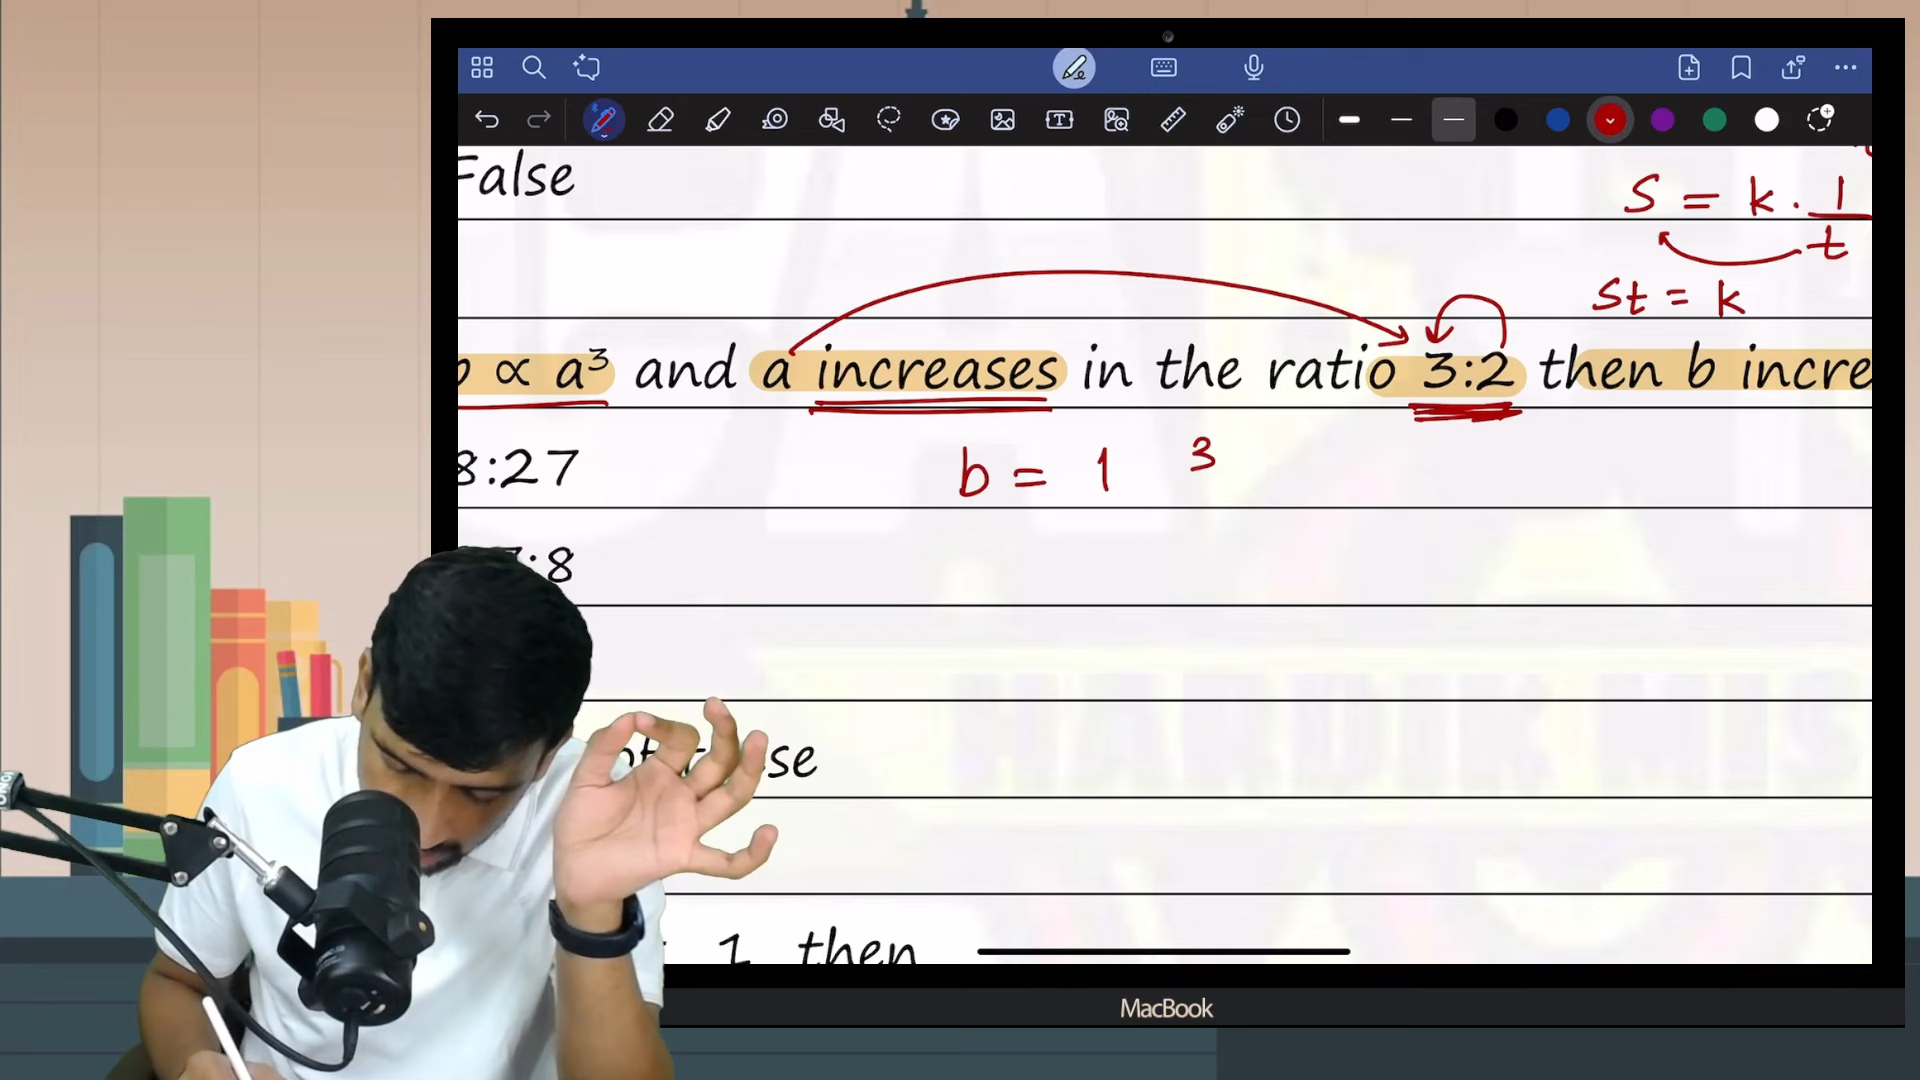 False
S = k · 1/t
St = k
b ∝ a³ and a increases in the ratio 3:2 then b incre
8:27
b = 1 3
:8
se
1 then
MacBook